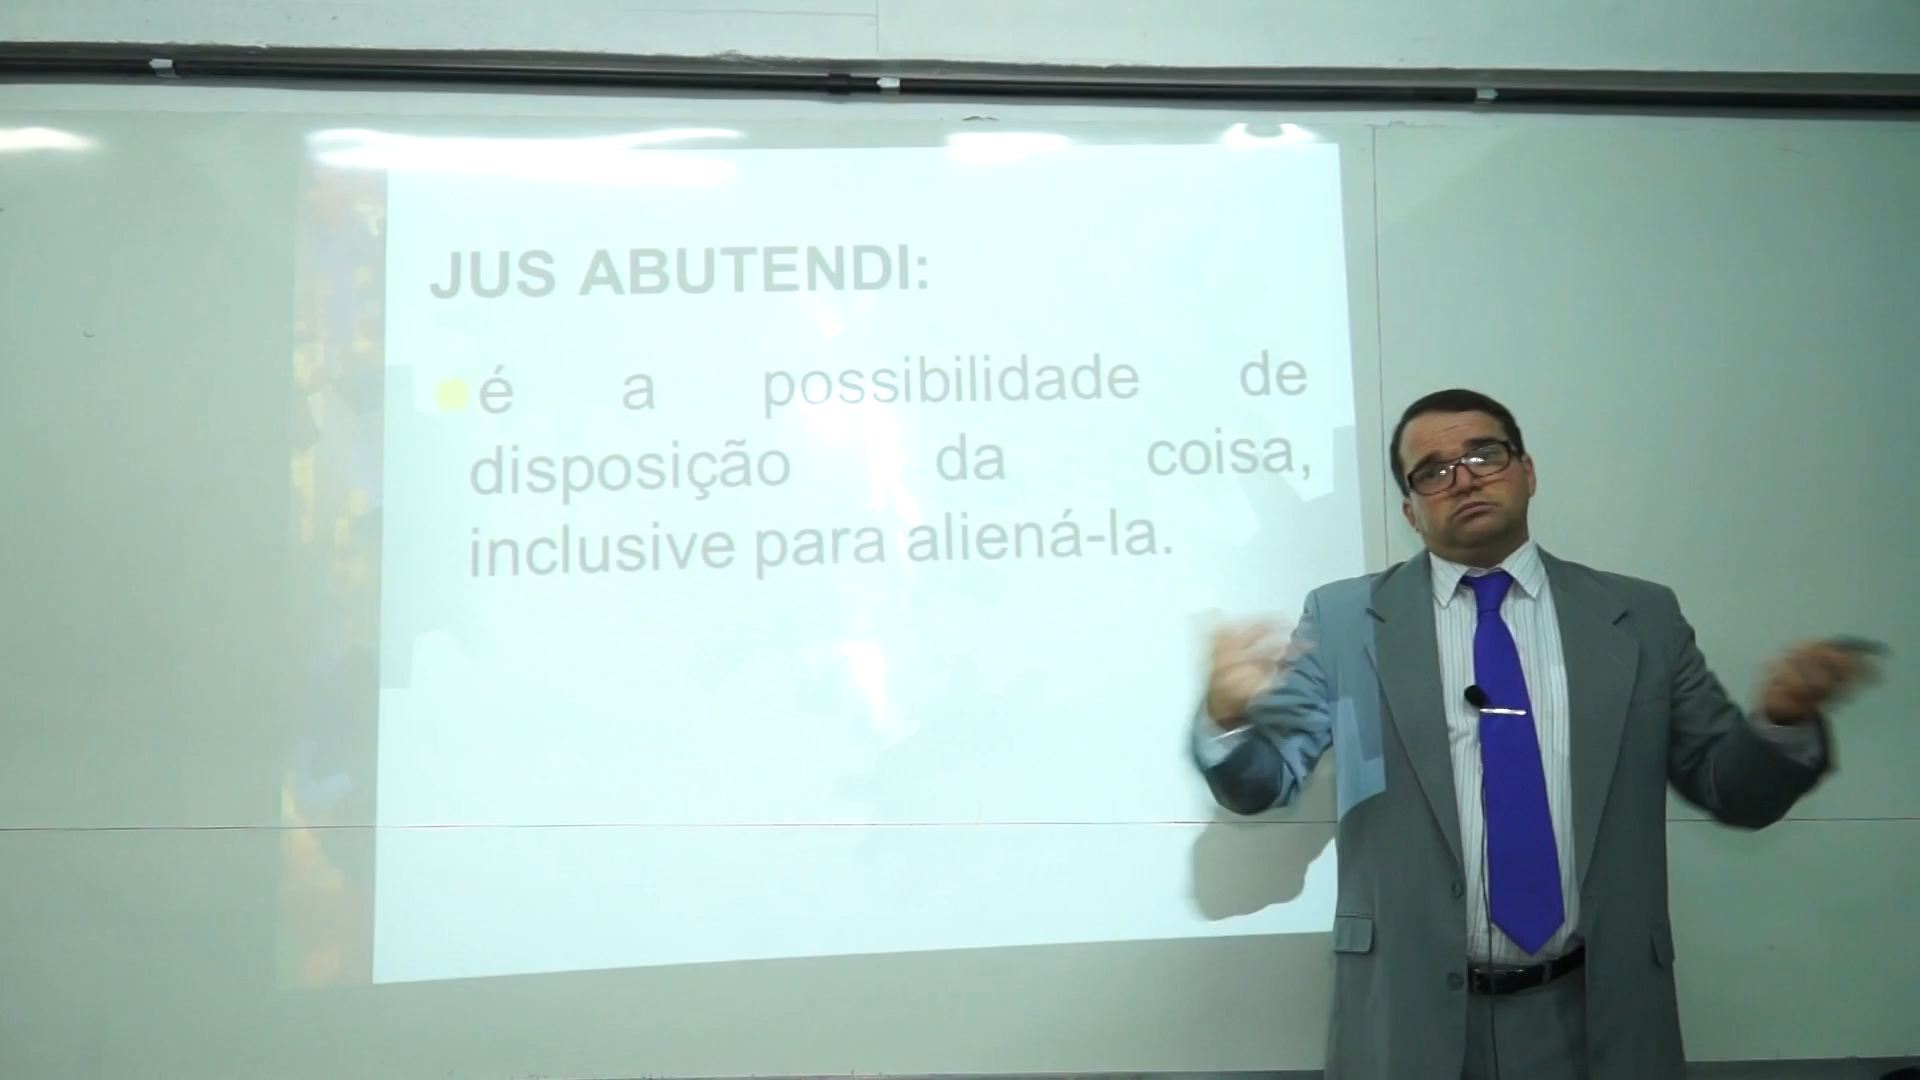 JUS ABUTENDI:
é a possibilidade de
disposição da coisa,
inclusive para aliená-la.